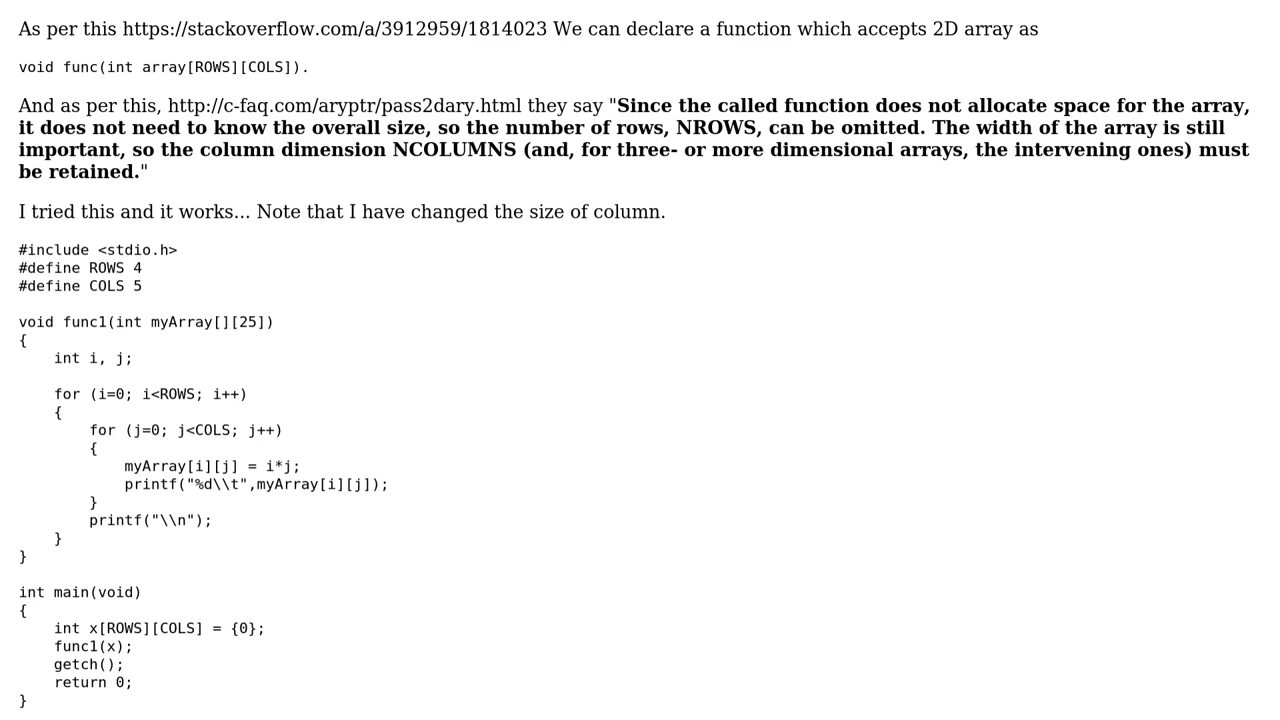 As per this https://stackoverflow.com/a/3912959/1814023 We can declare a function which accepts 2D array as
void func(int array[ROWS][COLS]).
And as per this, http://c-faq.com/aryptr/pass2dary.html they say "Since the called function does not allocate space for the array,
it does not need to know the overall size, so the number of rows, NROWS, can be omitted. The width of the array is still
important, so the column dimension NCOLUMNS (and, for three- or more dimensional arrays, the intervening ones) must
be retained."
I tried this and it works... Note that I have changed the size of column.
#include <stdio.h>
#define ROWS 4
#define COLS 5
void func1(int myArray[][25])
{
    int i, j;
    for (i=0; i<ROWS; i++)
    {
        for (j=0; j<COLS; j++)
        {
            myArray[i][j] = i*j;
            printf("%d\\t",myArray[i][j]);
        }
        printf("\\n");
    }
}
int main(void)
{
    int x[ROWS][COLS] = {0};
    func1(x);
    getch();
    return 0;
}